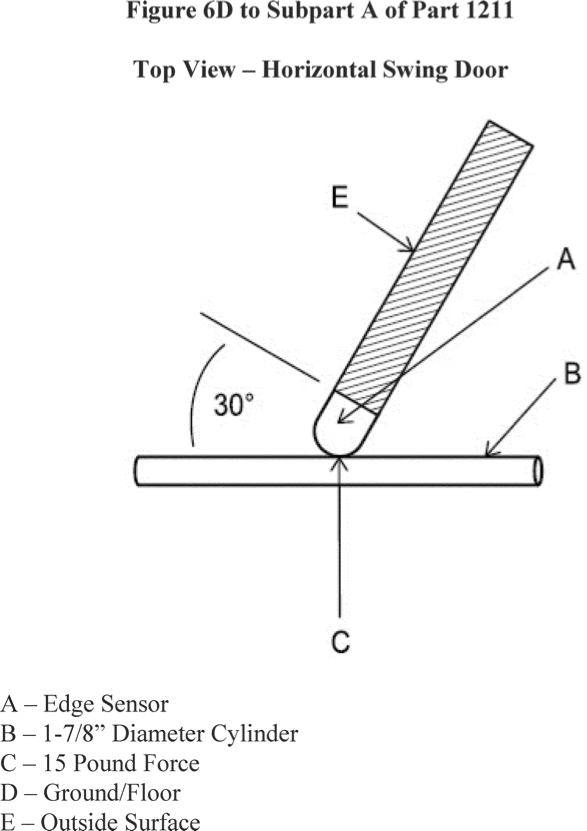 Figure 6D to Subpart A of Part 1211
Top View – Horizontal Swing Door
E
A
B
30°
C
A – Edge Sensor
B – 1-7/8” Diameter Cylinder
C – 15 Pound Force
D – Ground/Floor
E – Outside Surface